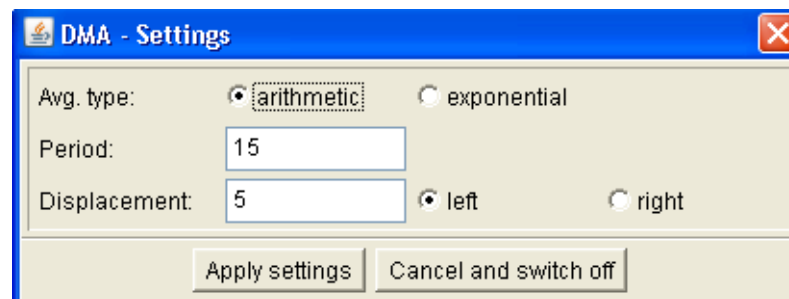 DMA - Settings
Avg. type: arithmetic exponential
Period: 15
Displacement: 5 left right
Apply settings Cancel and switch off